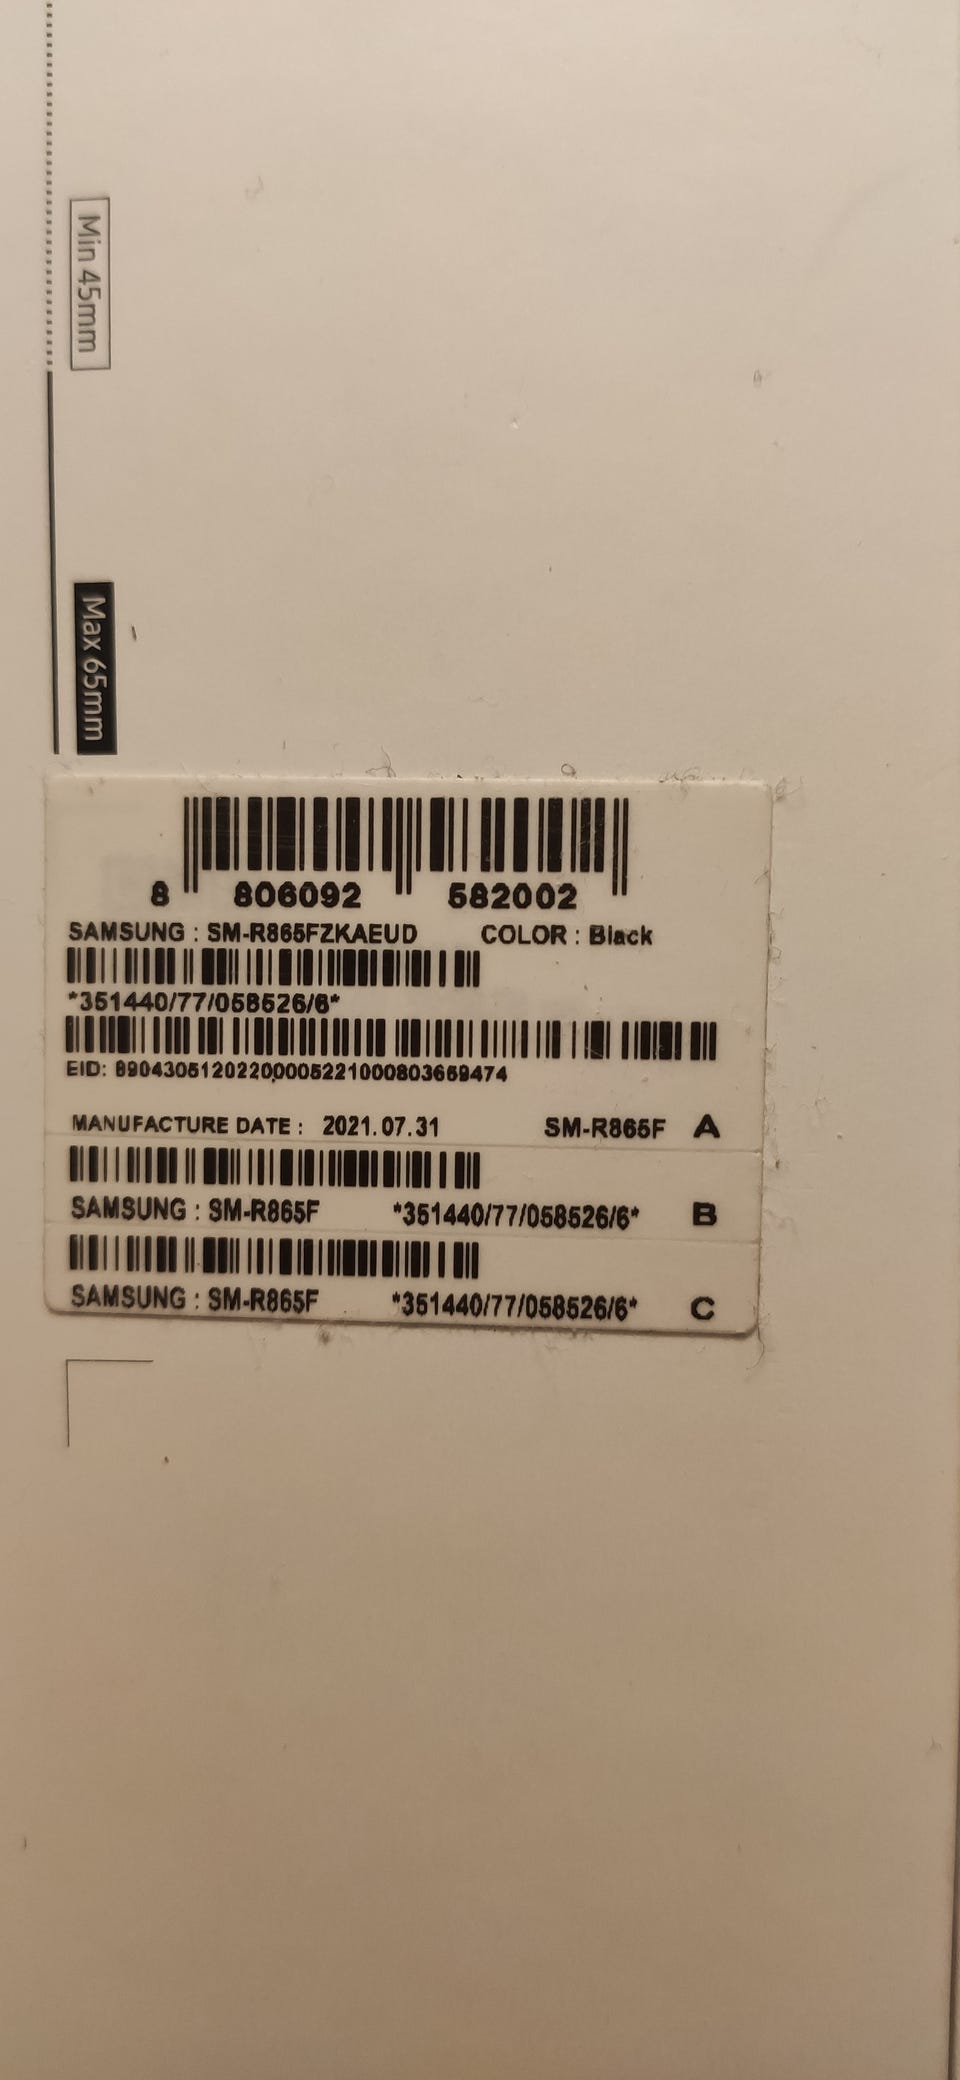 Min 45mm
Max 65mm
8 806092 582002
SAMSUNG : SM-R865FZKAEUD COLOR : Black
*351440/77/058526/6*
EID: 89043051202200005221000803669474
MANUFACTURE DATE : 2021.07.31 SM-R865F A
SAMSUNG : SM-R865F *351440/77/058526/6* B
SAMSUNG : SM-R865F *351440/77/058526/6* C